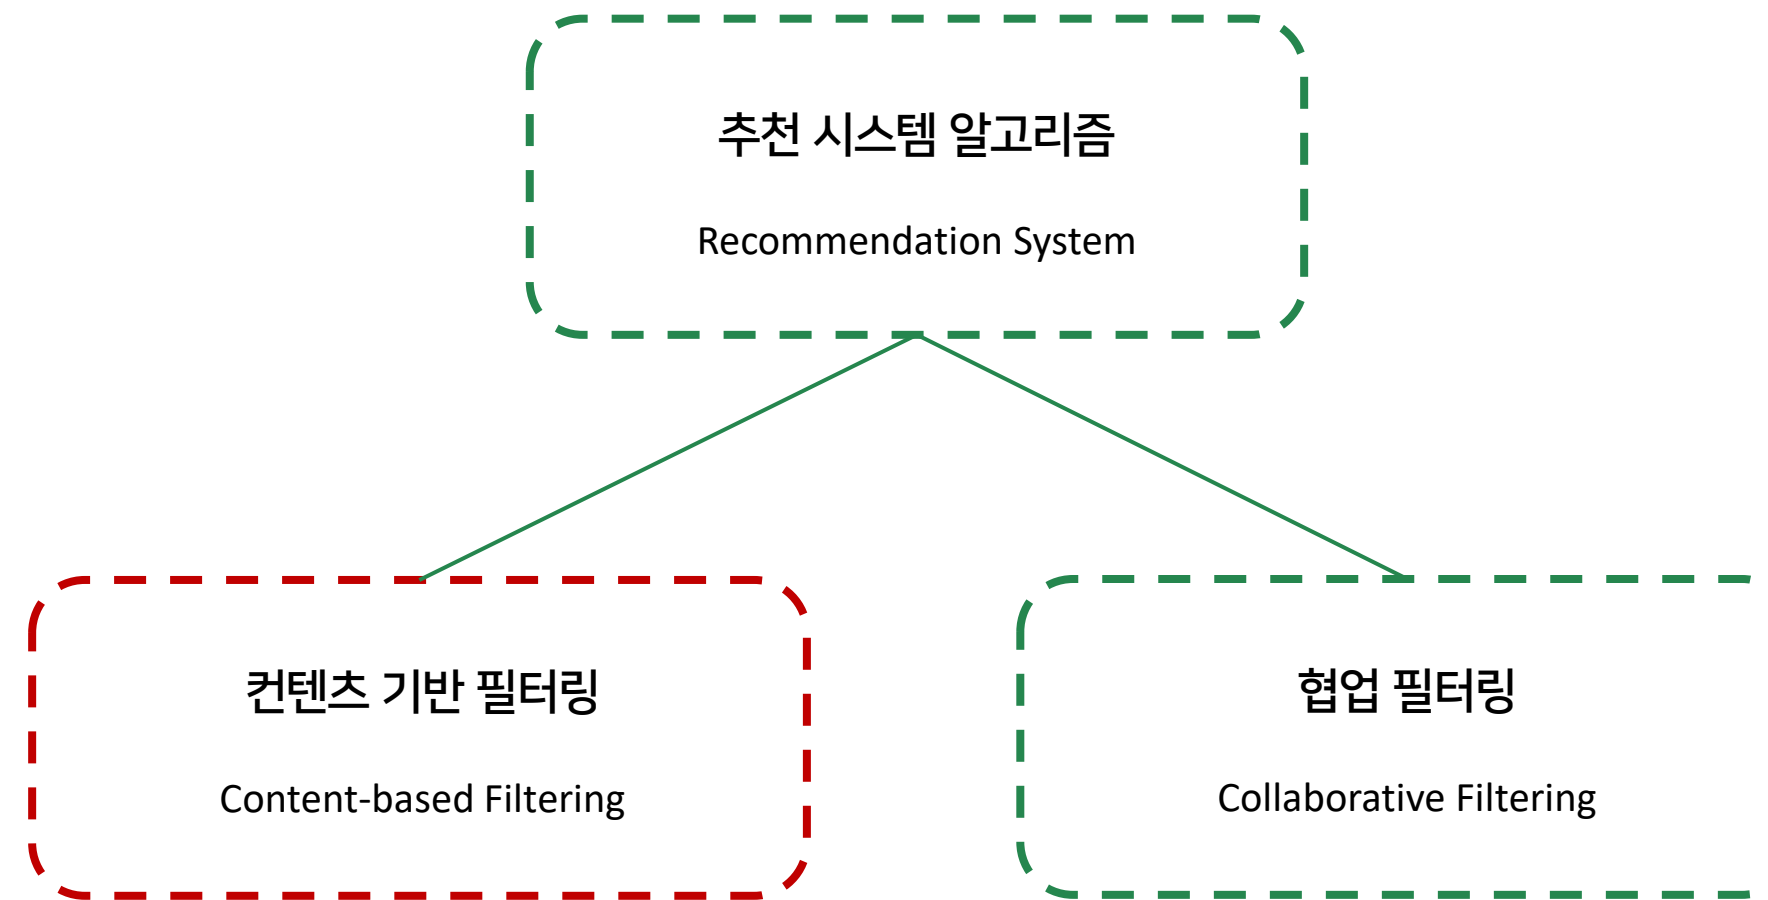 추천 시스템 알고리즘
Recommendation System
컨텐츠 기반 필터링
Content-based Filtering
협업 필터링
Collaborative Filtering